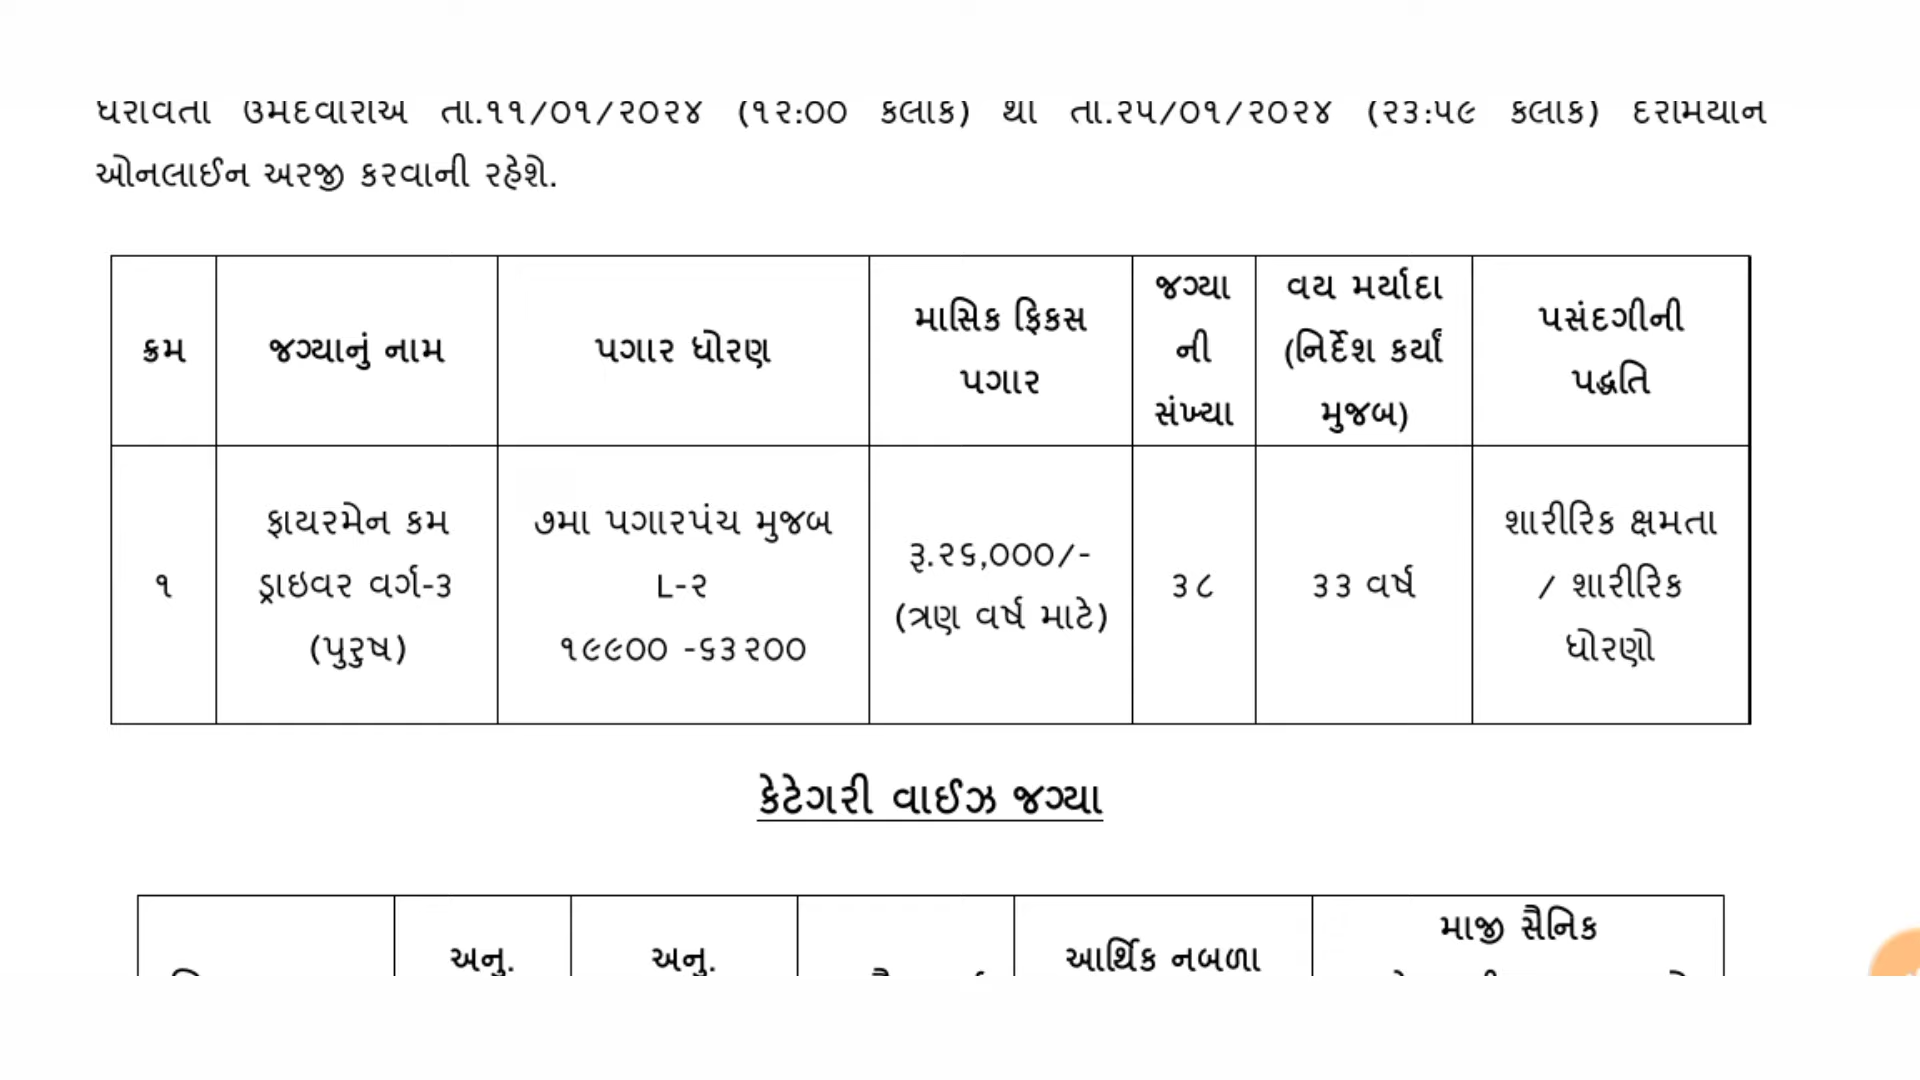 ધરાવતા ઉમેદવારોએ તા.૧૧/૦૧/૨૦૨૪ (૧૨:૦૦ કલાક) થી તા.૨૫/૦૧/૨૦૨૪ (૨૩:૫૯ કલાક) દરમિયાન
ઓનલાઈન અરજી કરવાની રહેશે.
ક્રમ
જગ્યાનું નામ
પગાર ધોરણ
માસિક ફિકસ
પગાર
જગ્યા
ની
સંખ્યા
વય મર્યાદા
(નિર્દેશ કર્યાં
મુજબ)
પસંદગીની
પદ્ધતિ
૧
ફાયરમેન કમ
ડ્રાઇવર વર્ગ-૩
(પુરુષ)
૭મા પગારપંચ મુજબ
L-૨
૧૯૯૦૦ -૬૩૨૦૦
રૂ.૨૬,૦૦૦/-
(ત્રણ વર્ષ માટે)
૩૮
૩૩ વર્ષ
શારીરિક ક્ષમતા
/ શારીરિક
ધોરણો
કેટેગરી વાઈઝ જગ્યા
અનુ.
અનુ.
આર્થિક નબળા
માજી સૈનિક